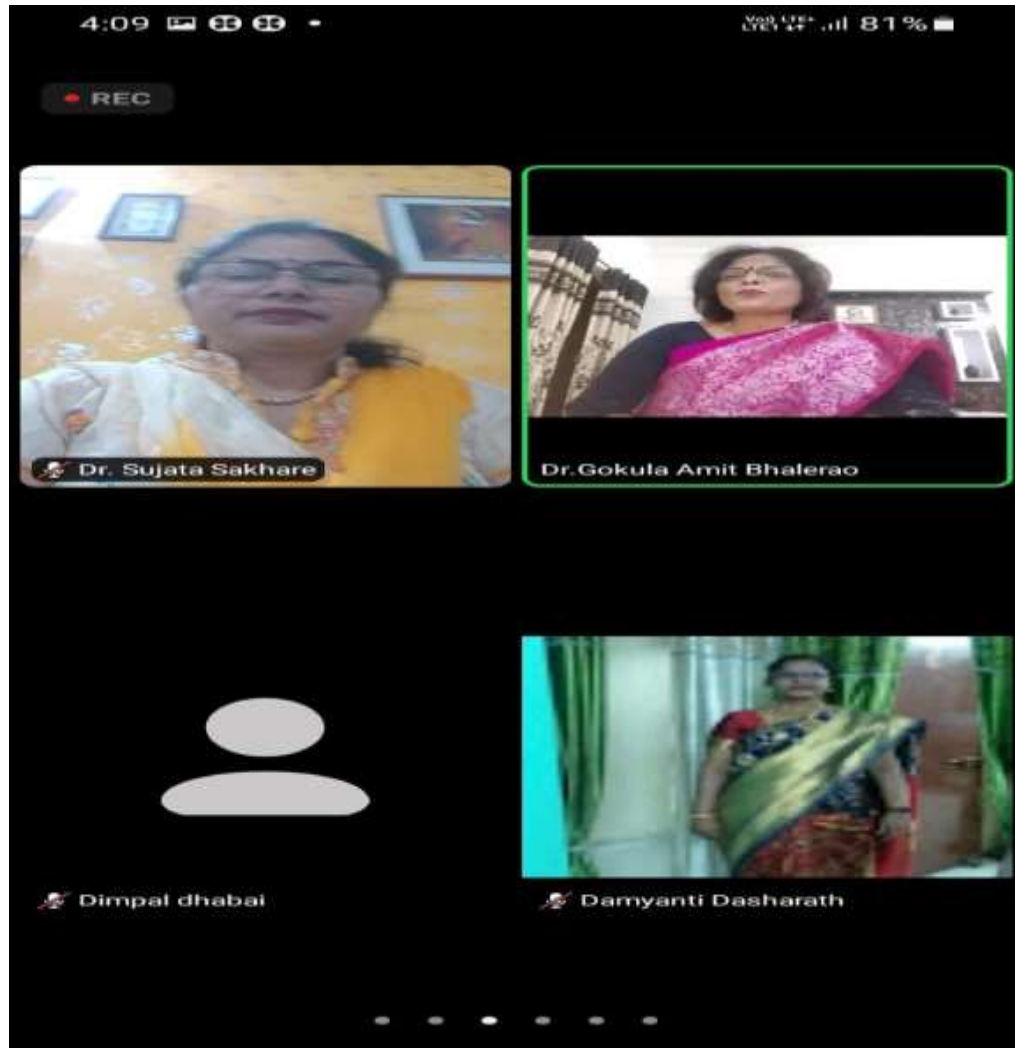 4:09 81%
REC
Dr. Sujata Sakhare
Dr.Gokula Amit Bhalerao
Dimpal dhabai
Damyanti Dasharath